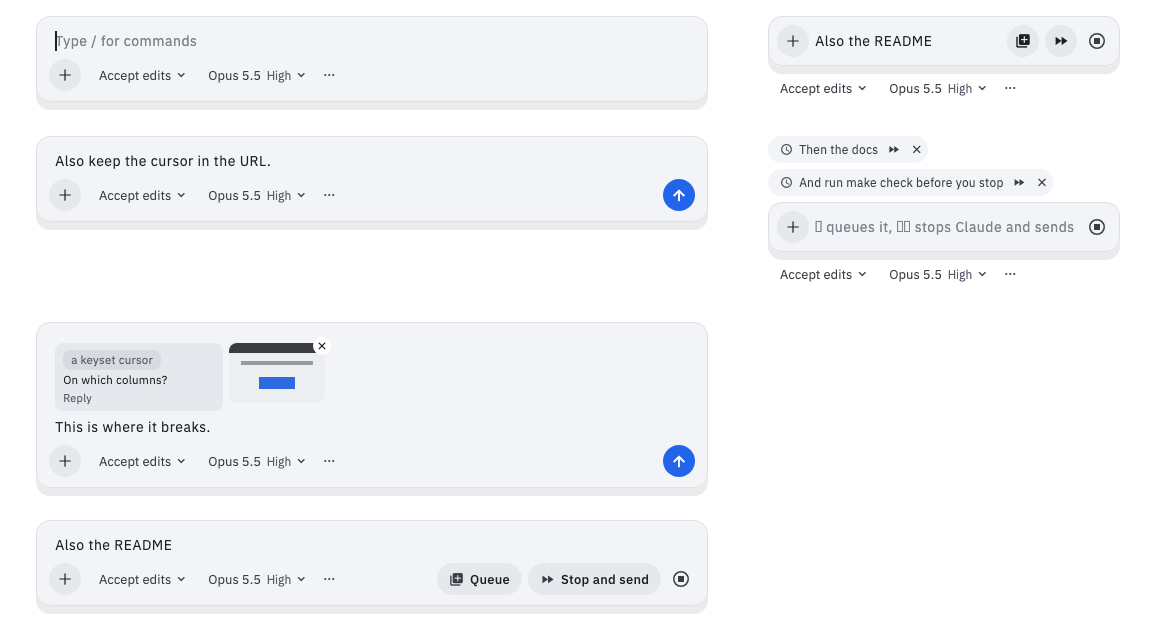 Type / for commands
Accept edits Opus 5.5 High ···
Also keep the cursor in the URL.
Accept edits Opus 5.5 High ···
a keyset cursor
On which columns?
Reply
This is where it breaks.
Accept edits Opus 5.5 High ···
Also the README
Accept edits Opus 5.5 High ··· Queue Stop and send
Also the README
Accept edits Opus 5.5 High ···
Then the docs
And run make check before you stop
queues it, stops Claude and sends
Accept edits Opus 5.5 High ···